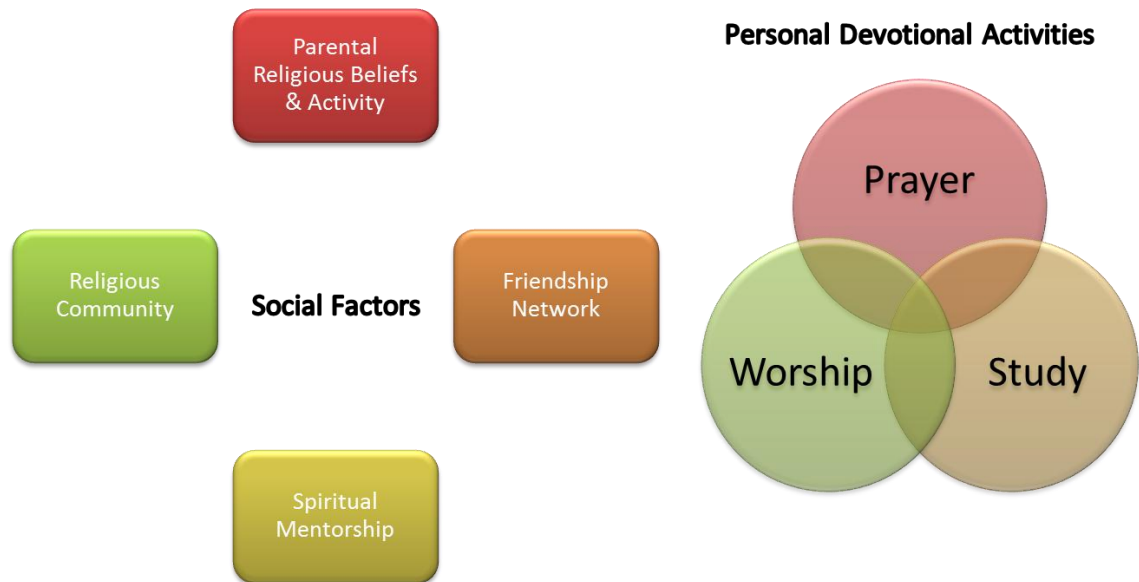 Parental
Religious Beliefs
& Activity
Religious
Community
Social Factors
Friendship
Network
Spiritual
Mentorship
Personal Devotional Activities
Prayer
Worship
Study